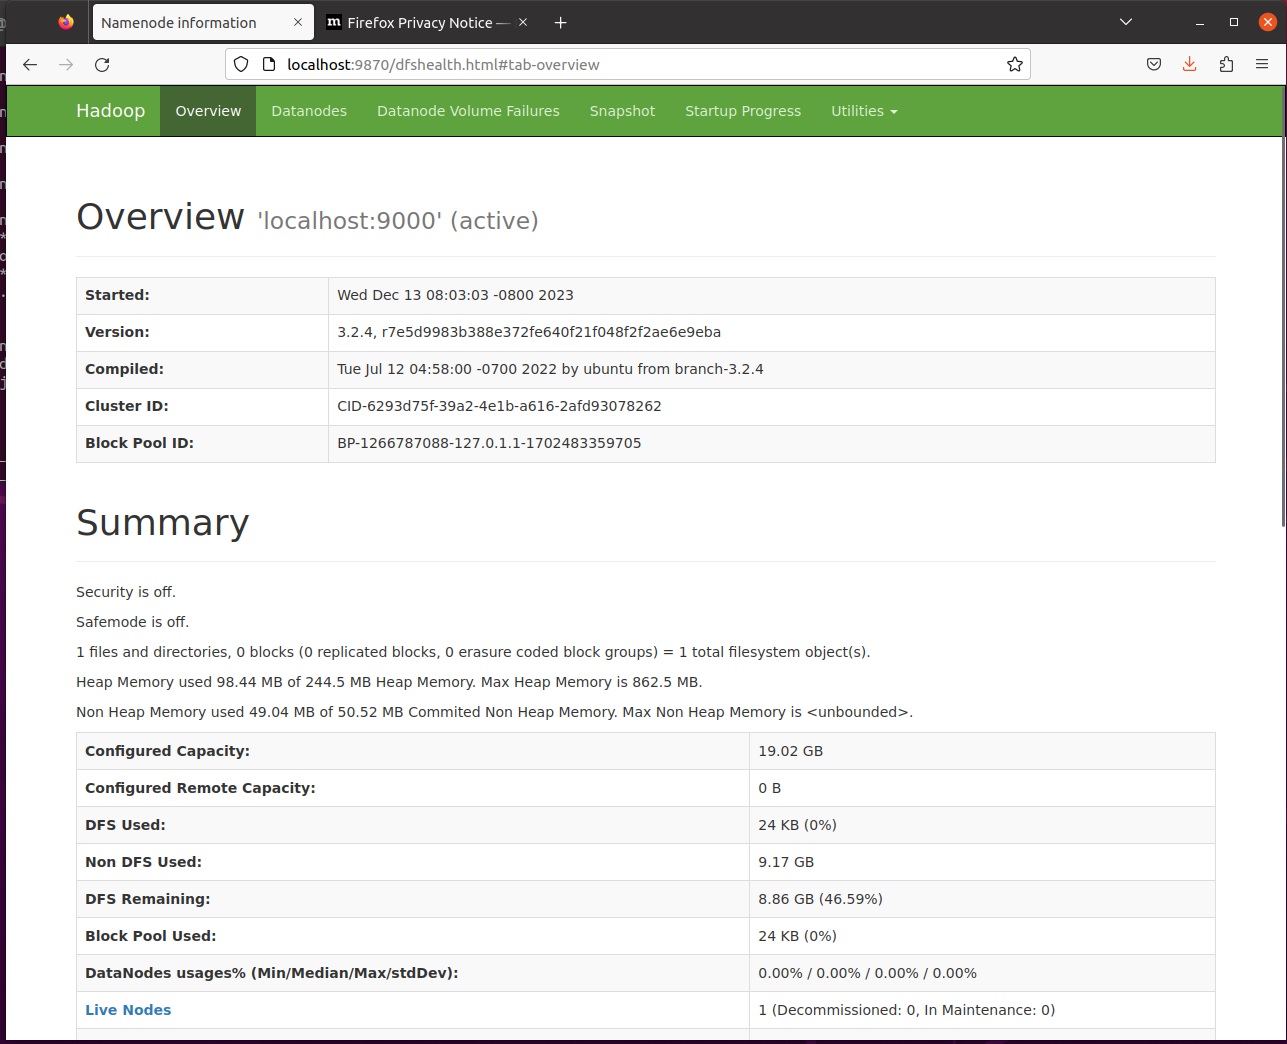 Namenode information
Firefox Privacy Notice —
localhost:9870/dfshealth.html#tab-overview
Hadoop Overview Datanodes Datanode Volume Failures Snapshot Startup Progress Utilities
Overview 'localhost:9000' (active)
Started: Wed Dec 13 08:03:03 -0800 2023
Version: 3.2.4, r7e5d9983b388e372fe640f21f048f2f2ae6e9eba
Compiled: Tue Jul 12 04:58:00 -0700 2022 by ubuntu from branch-3.2.4
Cluster ID: CID-6293d75f-39a2-4e1b-a616-2afd93078262
Block Pool ID: BP-1266787088-127.0.1.1-1702483359705
Summary
Security is off.
Safemode is off.
1 files and directories, 0 blocks (0 replicated blocks, 0 erasure coded block groups) = 1 total filesystem object(s).
Heap Memory used 98.44 MB of 244.5 MB Heap Memory. Max Heap Memory is 862.5 MB.
Non Heap Memory used 49.04 MB of 50.52 MB Commited Non Heap Memory. Max Non Heap Memory is <unbounded>.
Configured Capacity: 19.02 GB
Configured Remote Capacity: 0 B
DFS Used: 24 KB (0%)
Non DFS Used: 9.17 GB
DFS Remaining: 8.86 GB (46.59%)
Block Pool Used: 24 KB (0%)
DataNodes usages% (Min/Median/Max/stdDev): 0.00% / 0.00% / 0.00% / 0.00%
Live Nodes 1 (Decommissioned: 0, In Maintenance: 0)